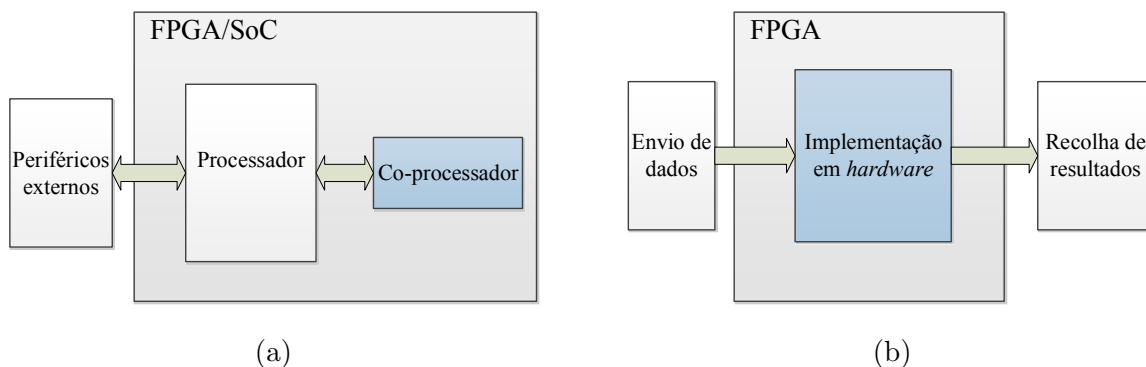 FPGA/SoC
Periféricos
externos
Processador
Co-processador
(a)
FPGA
Envio de
dados
Implementação
em hardware
Recolha de
resultados
(b)